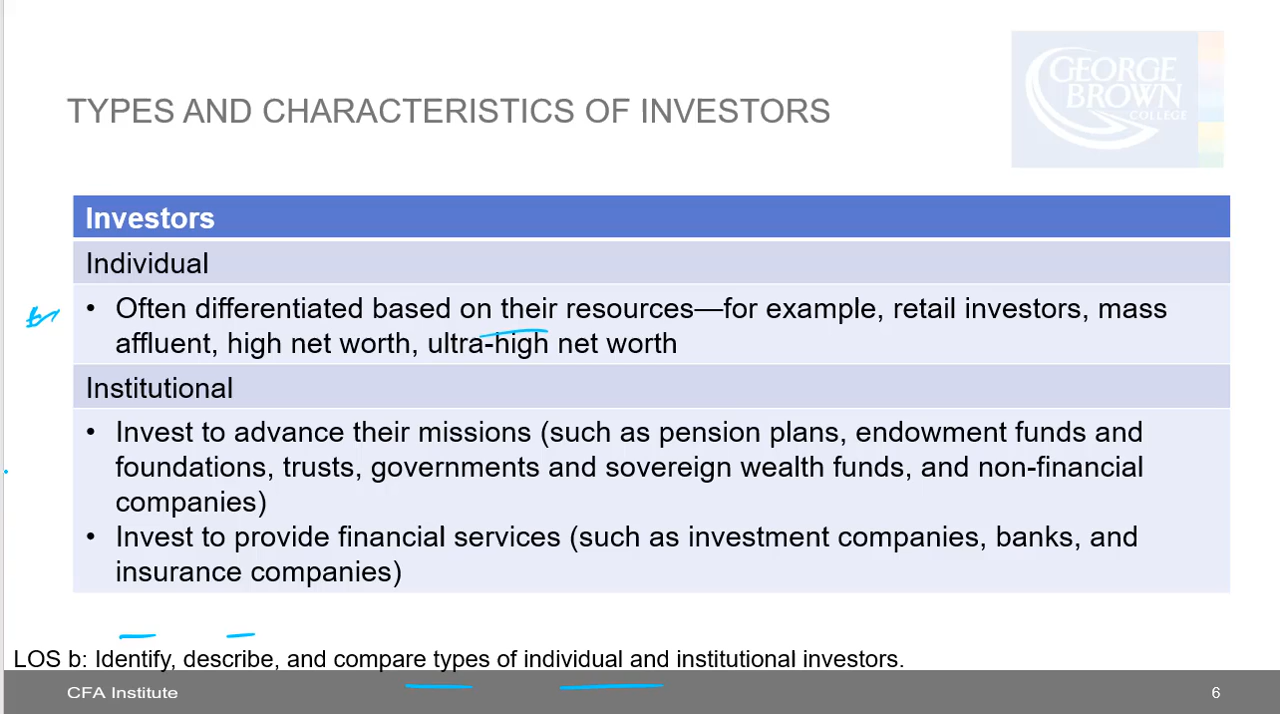 GEORGE
BROWN
COLLEGE
TYPES AND CHARACTERISTICS OF INVESTORS
Investors
Individual
• Often differentiated based on their resources—for example, retail investors, mass
affluent, high net worth, ultra-high net worth
Institutional
• Invest to advance their missions (such as pension plans, endowment funds and
foundations, trusts, governments and sovereign wealth funds, and non-financial
companies)
• Invest to provide financial services (such as investment companies, banks, and
insurance companies)
LOS b: Identify, describe, and compare types of individual and institutional investors.
CFA Institute
6